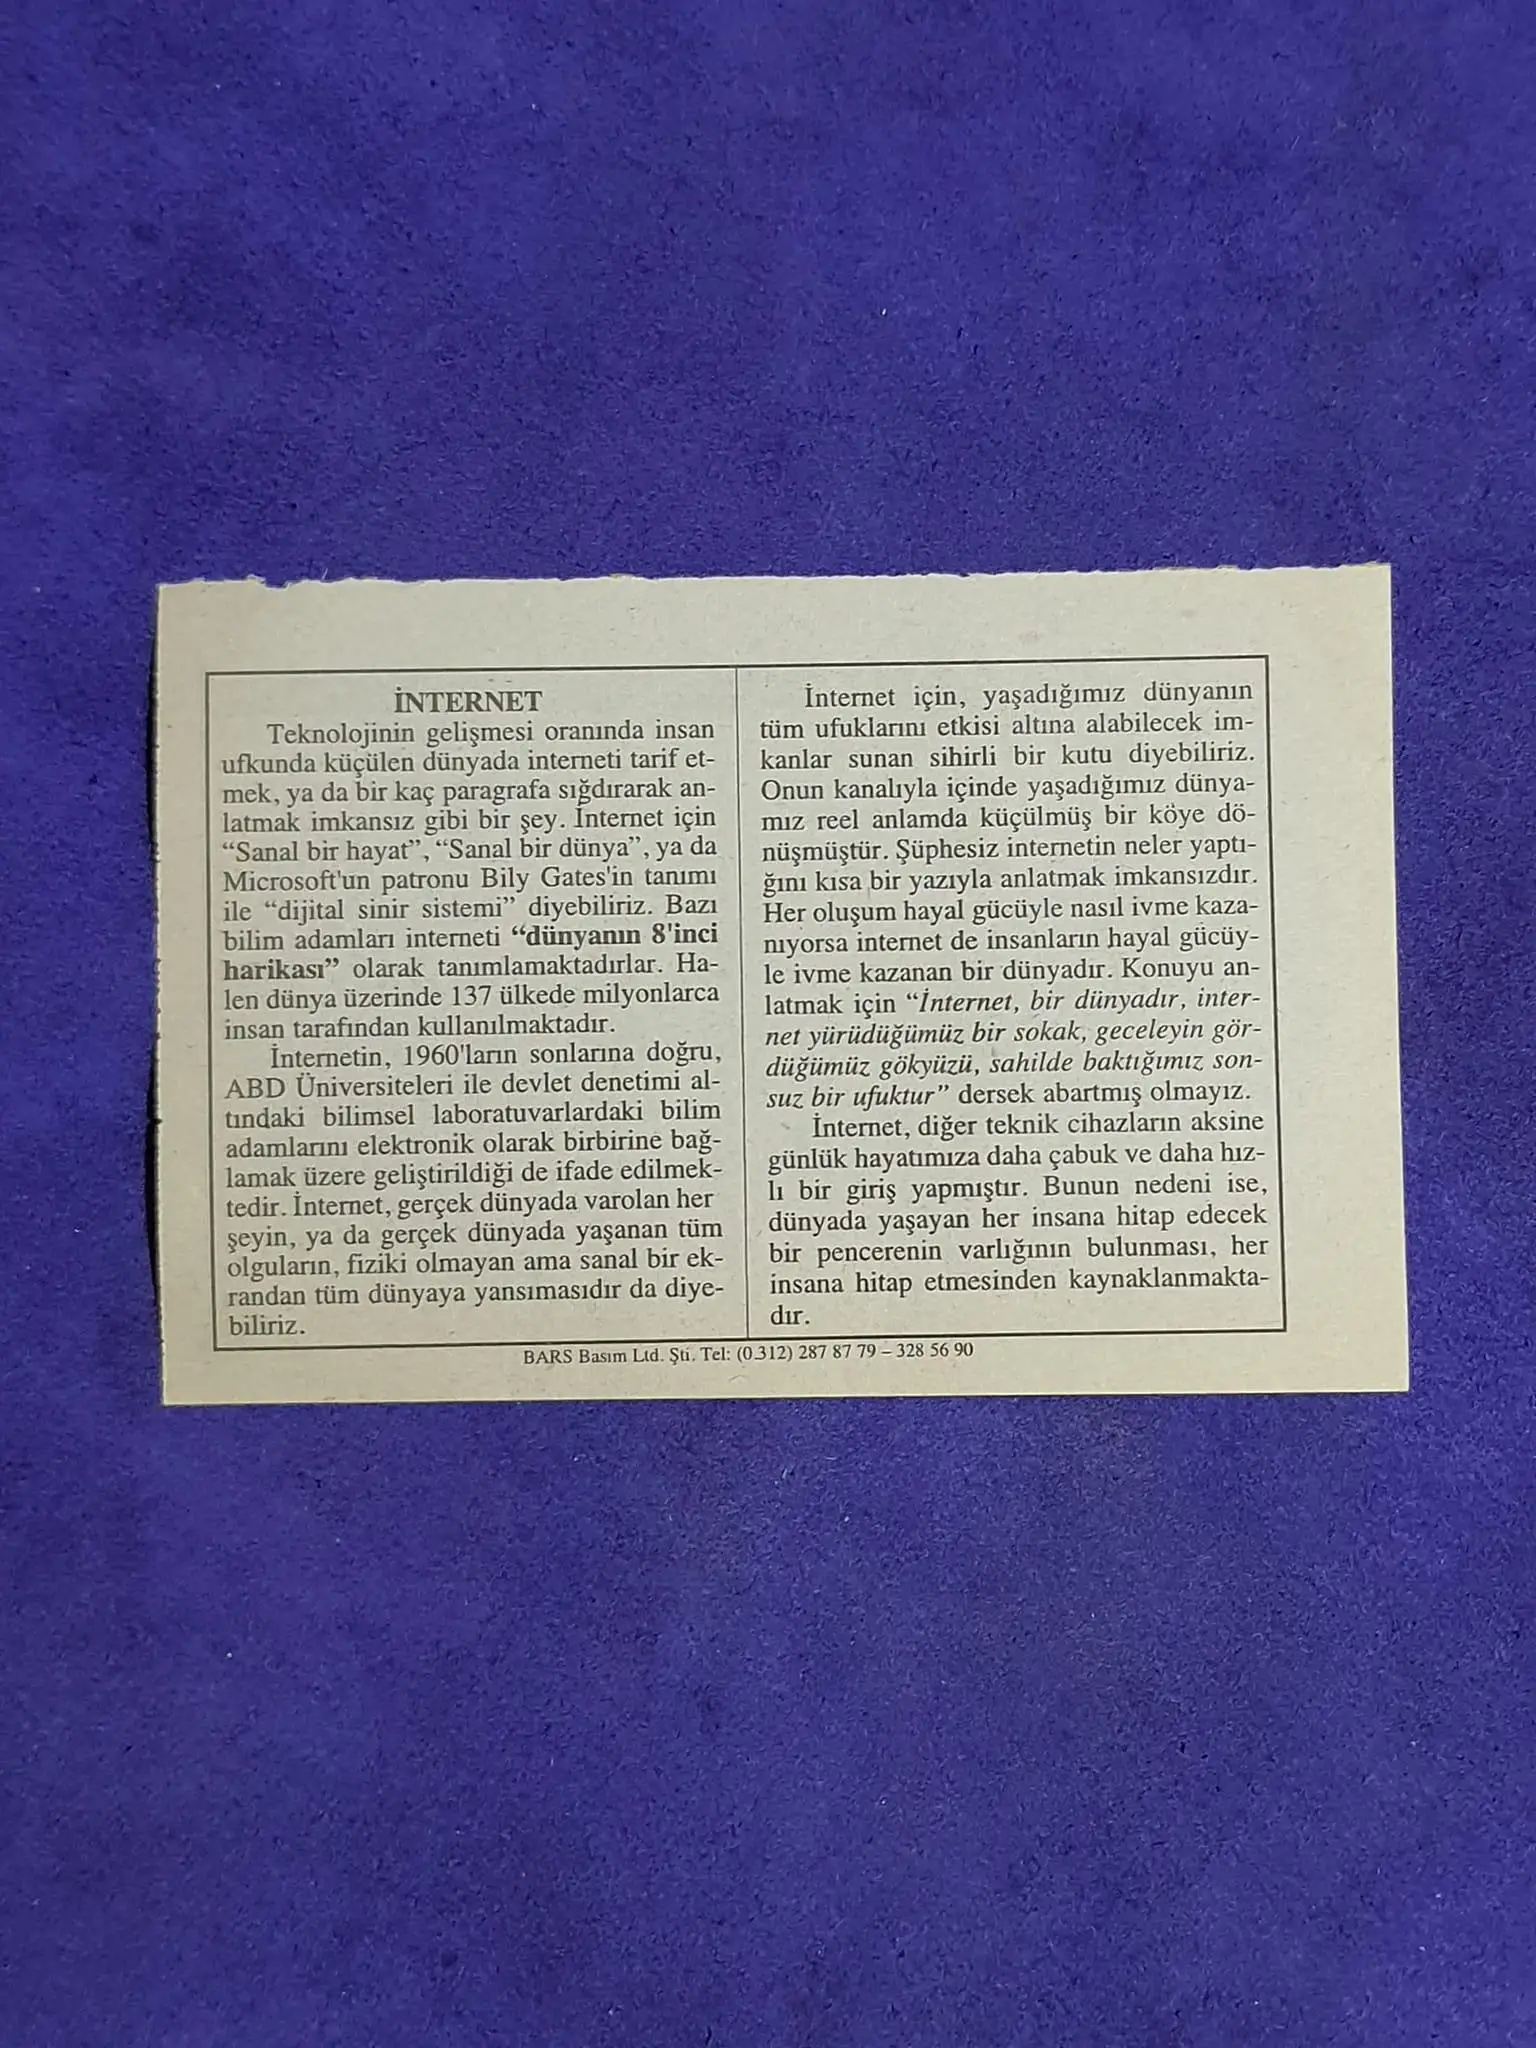 İNTERNET
Teknolojinin gelişmesi oranında insan
ufkunda küçülen dünyada interneti tarif et-
mek, ya da bir kaç paragrafa sığdırarak an-
latmak imkansız gibi bir şey. İnternet için
“Sanal bir hayat”, “Sanal bir dünya”, ya da
Microsoft'un patronu Bily Gates'in tanımı
ile “dijital sinir sistemi” diyebiliriz. Bazı
bilim adamları interneti “dünyanın 8'inci
harikası” olarak tanımlamaktadırlar. Ha-
len dünya üzerinde 137 ülkede milyonlarca
insan tarafından kullanılmaktadır.
İnternetin, 1960'ların sonlarına doğru,
ABD Üniversiteleri ile devlet denetimi al-
tındaki bilimsel laboratuvarlardaki bilim
adamlarını elektronik olarak birbirine bağ-
lamak üzere geliştirildiği de ifade edilmek-
tedir. İnternet, gerçek dünyada varolan her
şeyin, ya da gerçek dünyada yaşanan tüm
olguların, fiziki olmayan ama sanal bir ek-
randan tüm dünyaya yansımasıdır da diye-
biliriz.
İnternet için, yaşadığımız dünyanın
tüm ufuklarını etkisi altına alabilecek im-
kanlar sunan sihirli bir kutu diyebiliriz.
Onun kanalıyla içinde yaşadığımız dünya-
mız reel anlamda küçülmüş bir köye dö-
nüşmüştür. Şüphesiz internetin neler yaptı-
ğını kısa bir yazıyla anlatmak imkansızdır.
Her oluşum hayal gücüyle nasıl ivme kaza-
nıyorsa internet de insanların hayal gücüy-
le ivme kazanan bir dünyadır. Konuyu an-
latmak için “İnternet, bir dünyadır, inter-
net yürüdüğümüz bir sokak, geceleyin gör-
düğümüz gökyüzü, sahilde baktığımız son-
suz bir ufuktur” dersek abartmış olmayız.
İnternet, diğer teknik cihazların aksine
günlük hayatımıza daha çabuk ve daha hız-
lı bir giriş yapmıştır. Bunun nedeni ise,
dünyada yaşayan her insana hitap edecek
bir pencerenin varlığının bulunması, her
insana hitap etmesinden kaynaklanmakta-
dır.
BARS Basım Ltd. Şti. Tel: (0.312) 287 87 79 – 328 56 90